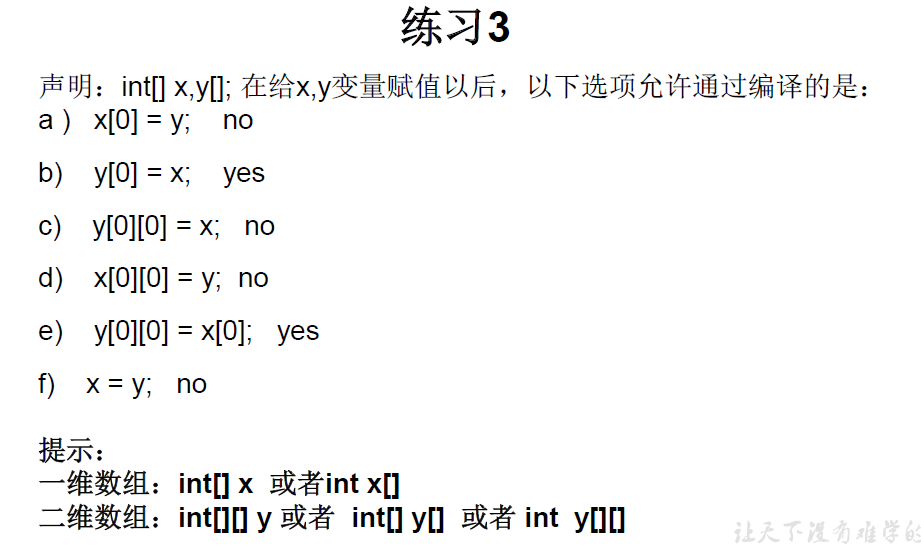 练习3
声明：int[] x,y[]; 在给x,y变量赋值以后，以下选项允许通过编译的是：
a ) x[0] = y; no
b) y[0] = x; yes
c) y[0][0] = x; no
d) x[0][0] = y; no
e) y[0][0] = x[0]; yes
f) x = y; no
提示：
一维数组：int[] x 或者int x[]
二维数组：int[][] y 或者 int[] y[] 或者 int y[][]
让天下没有难学的